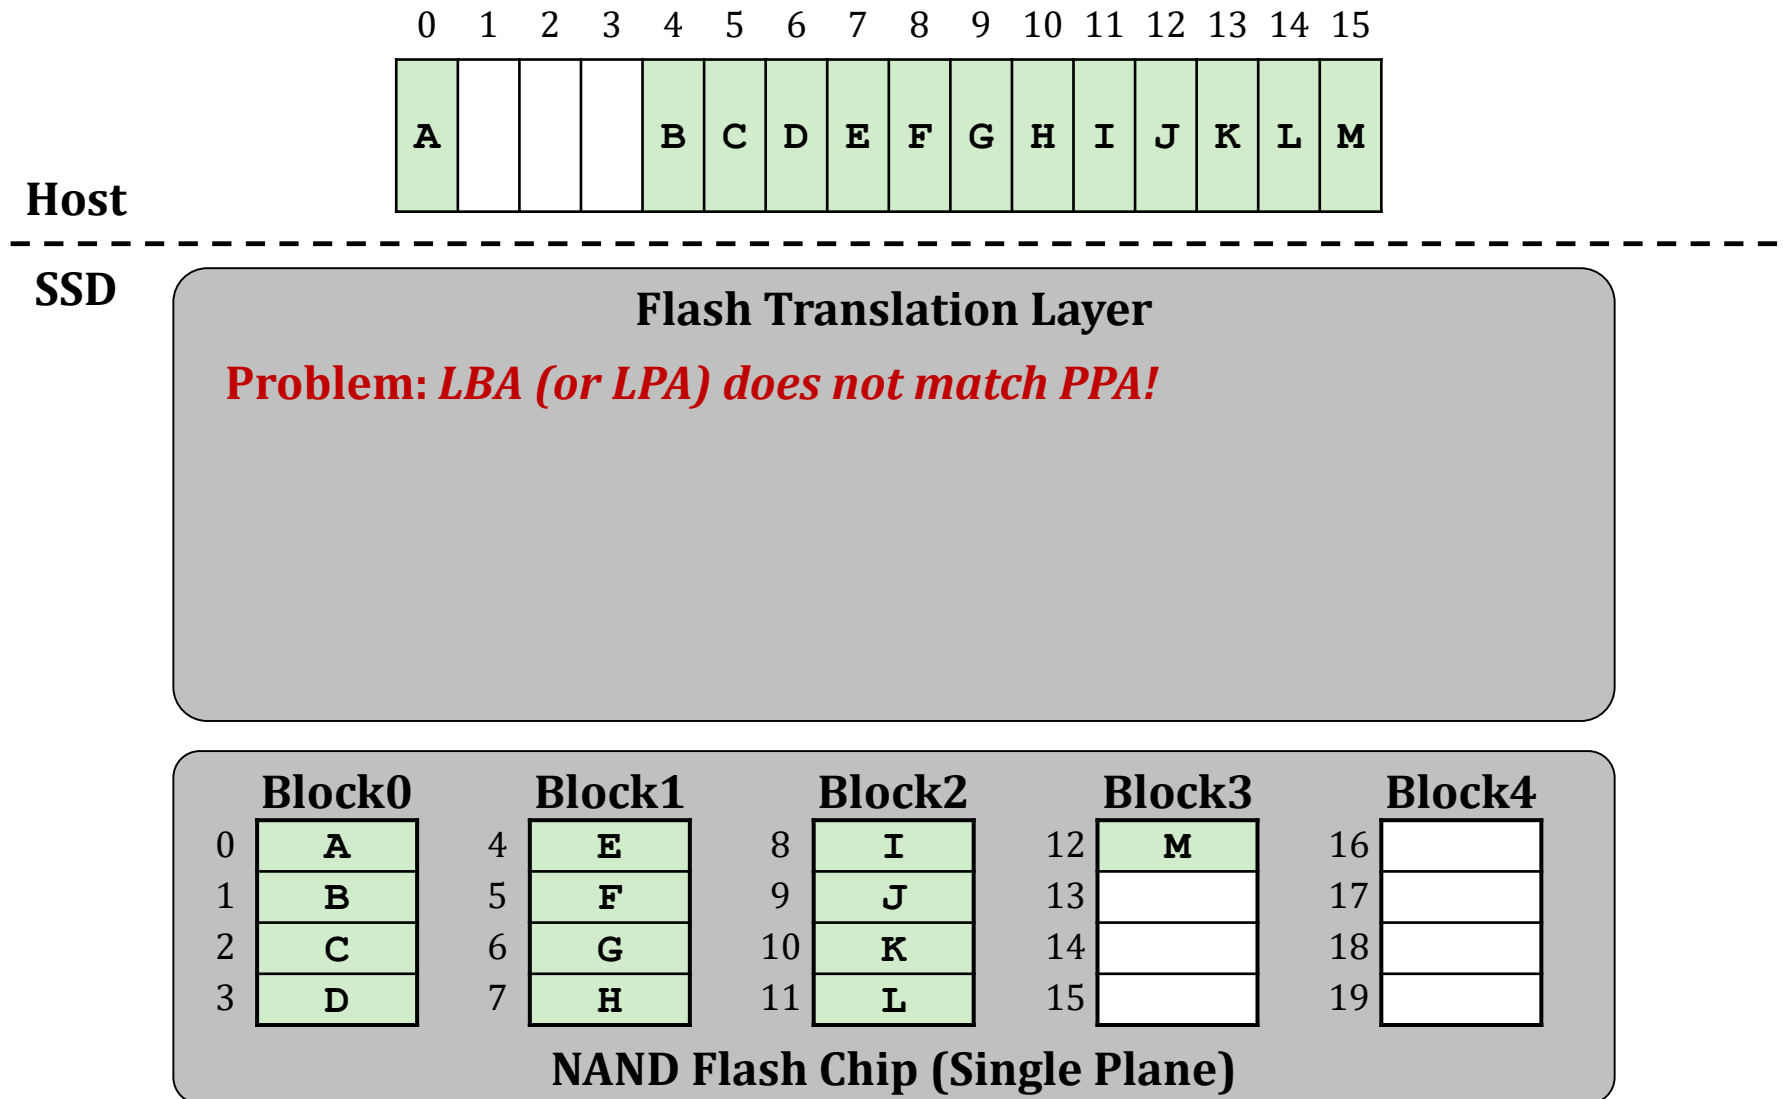 0 1 2 3 4 5 6 7 8 9 10 11 12 13 14 15
A B C D E F G H I J K L M
Host
SSD
Flash Translation Layer
Problem: LBA (or LPA) does not match PPA!
Block0 Block1 Block2 Block3 Block4
0 A 4 E 8 I 12 M 16
1 B 5 F 9 J 13 17
2 C 6 G 10 K 14 18
3 D 7 H 11 L 15 19
NAND Flash Chip (Single Plane)